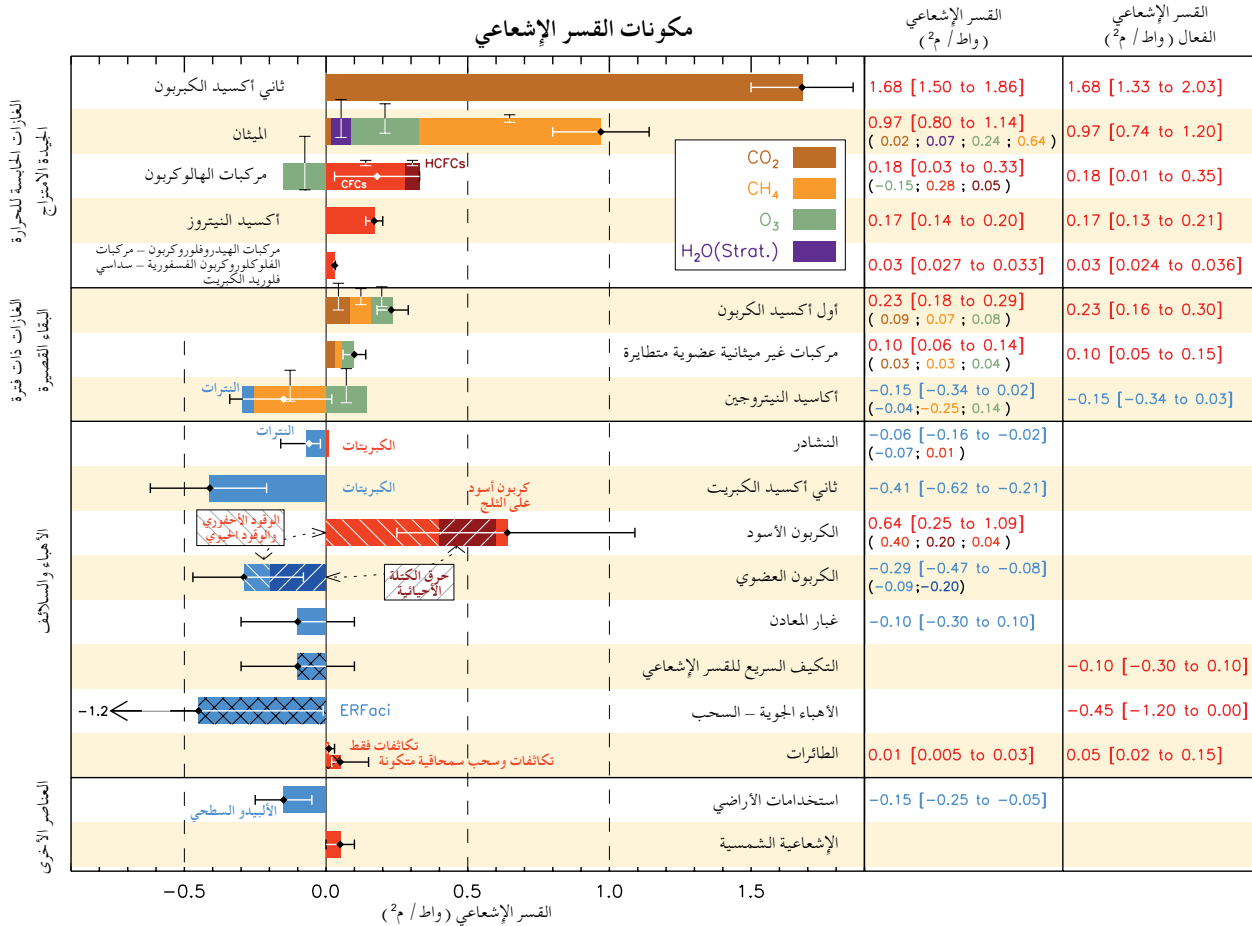 مكونات القسر الإشعاعي
القسر الإشعاعي
(واط/ م²)
القسر الإشعاعي
الفعال (واط/ م²)
الغازات الحابسة للحرارة
الجيدة الامتزاج
ثاني أكسيد الكبربون
1.68 [1.50 to 1.86]
1.68 [1.33 to 2.03]
الميثان
0.97 [0.80 to 1.14]
(0.02 ; 0.07 ; 0.24 ; 0.64)
0.97 [0.74 to 1.20]
مركبات الهالوكربون
CFCs
HCFCs
0.18 [0.03 to 0.33]
(−0.15; 0.28 ; 0.05)
0.18 [0.01 to 0.35]
أكسيد النيتروز
0.17 [0.14 to 0.20]
0.17 [0.13 to 0.21]
مركبات الهيدروفلوروكربون – مركبات
الفلوكلوروكربون الفسفورية – سداسي
فلوريد الكبريت
0.03 [0.027 to 0.033]
0.03 [0.024 to 0.036]
CO₂
CH₄
O₃
H₂O(Strat.)
الغازات ذات فترة
البقاء القصيرة
أول أكسيد الكربون
0.23 [0.18 to 0.29]
(0.09 ; 0.07 ; 0.08)
0.23 [0.16 to 0.30]
مركبات غير ميثانية عضوية متطايرة
0.10 [0.06 to 0.14]
(0.03 ; 0.03 ; 0.04)
0.10 [0.05 to 0.15]
أكاسيد النيتروجين
النترات
−0.15 [−0.34 to 0.02]
(−0.04; −0.25; 0.14)
−0.15 [−0.34 to 0.03]
الأهباء والسلائف
النشادر
النترات
الكبريتات
−0.06 [−0.16 to −0.02]
(−0.07; 0.01)
ثاني أكسيد الكبريت
الكبريتات
−0.41 [−0.62 to −0.21]
الكربون الأسود
كربون أسود
على الثلج
الوقود الأحفوري
والوقود الحيوي
0.64 [0.25 to 1.09]
(0.40 ; 0.20 ; 0.04)
الكربون العضوي
حرق الكتلة
الأحيائية
−0.29 [−0.47 to −0.08]
(−0.09;−0.20)
غبار المعادن
−0.10 [−0.30 to 0.10]
التكيف السريع للقسر الإشعاعي
−0.10 [−0.30 to 0.10]
الأهباء الجوية – السحب
ERFaci
−1.2
−0.45 [−1.20 to 0.00]
الطائرات
تكاثفات فقط
تكاثفات وسحب سمحاقية متكونة
0.01 [0.005 to 0.03]
0.05 [0.02 to 0.15]
العناصر الأخرى
استخدامات الأراضي
الألبيدو السطحي
−0.15 [−0.25 to −0.05]
الإشعاعية الشمسية
−0.5 0.0 0.5 1.0 1.5
القسر الإشعاعي (واط/ م²)